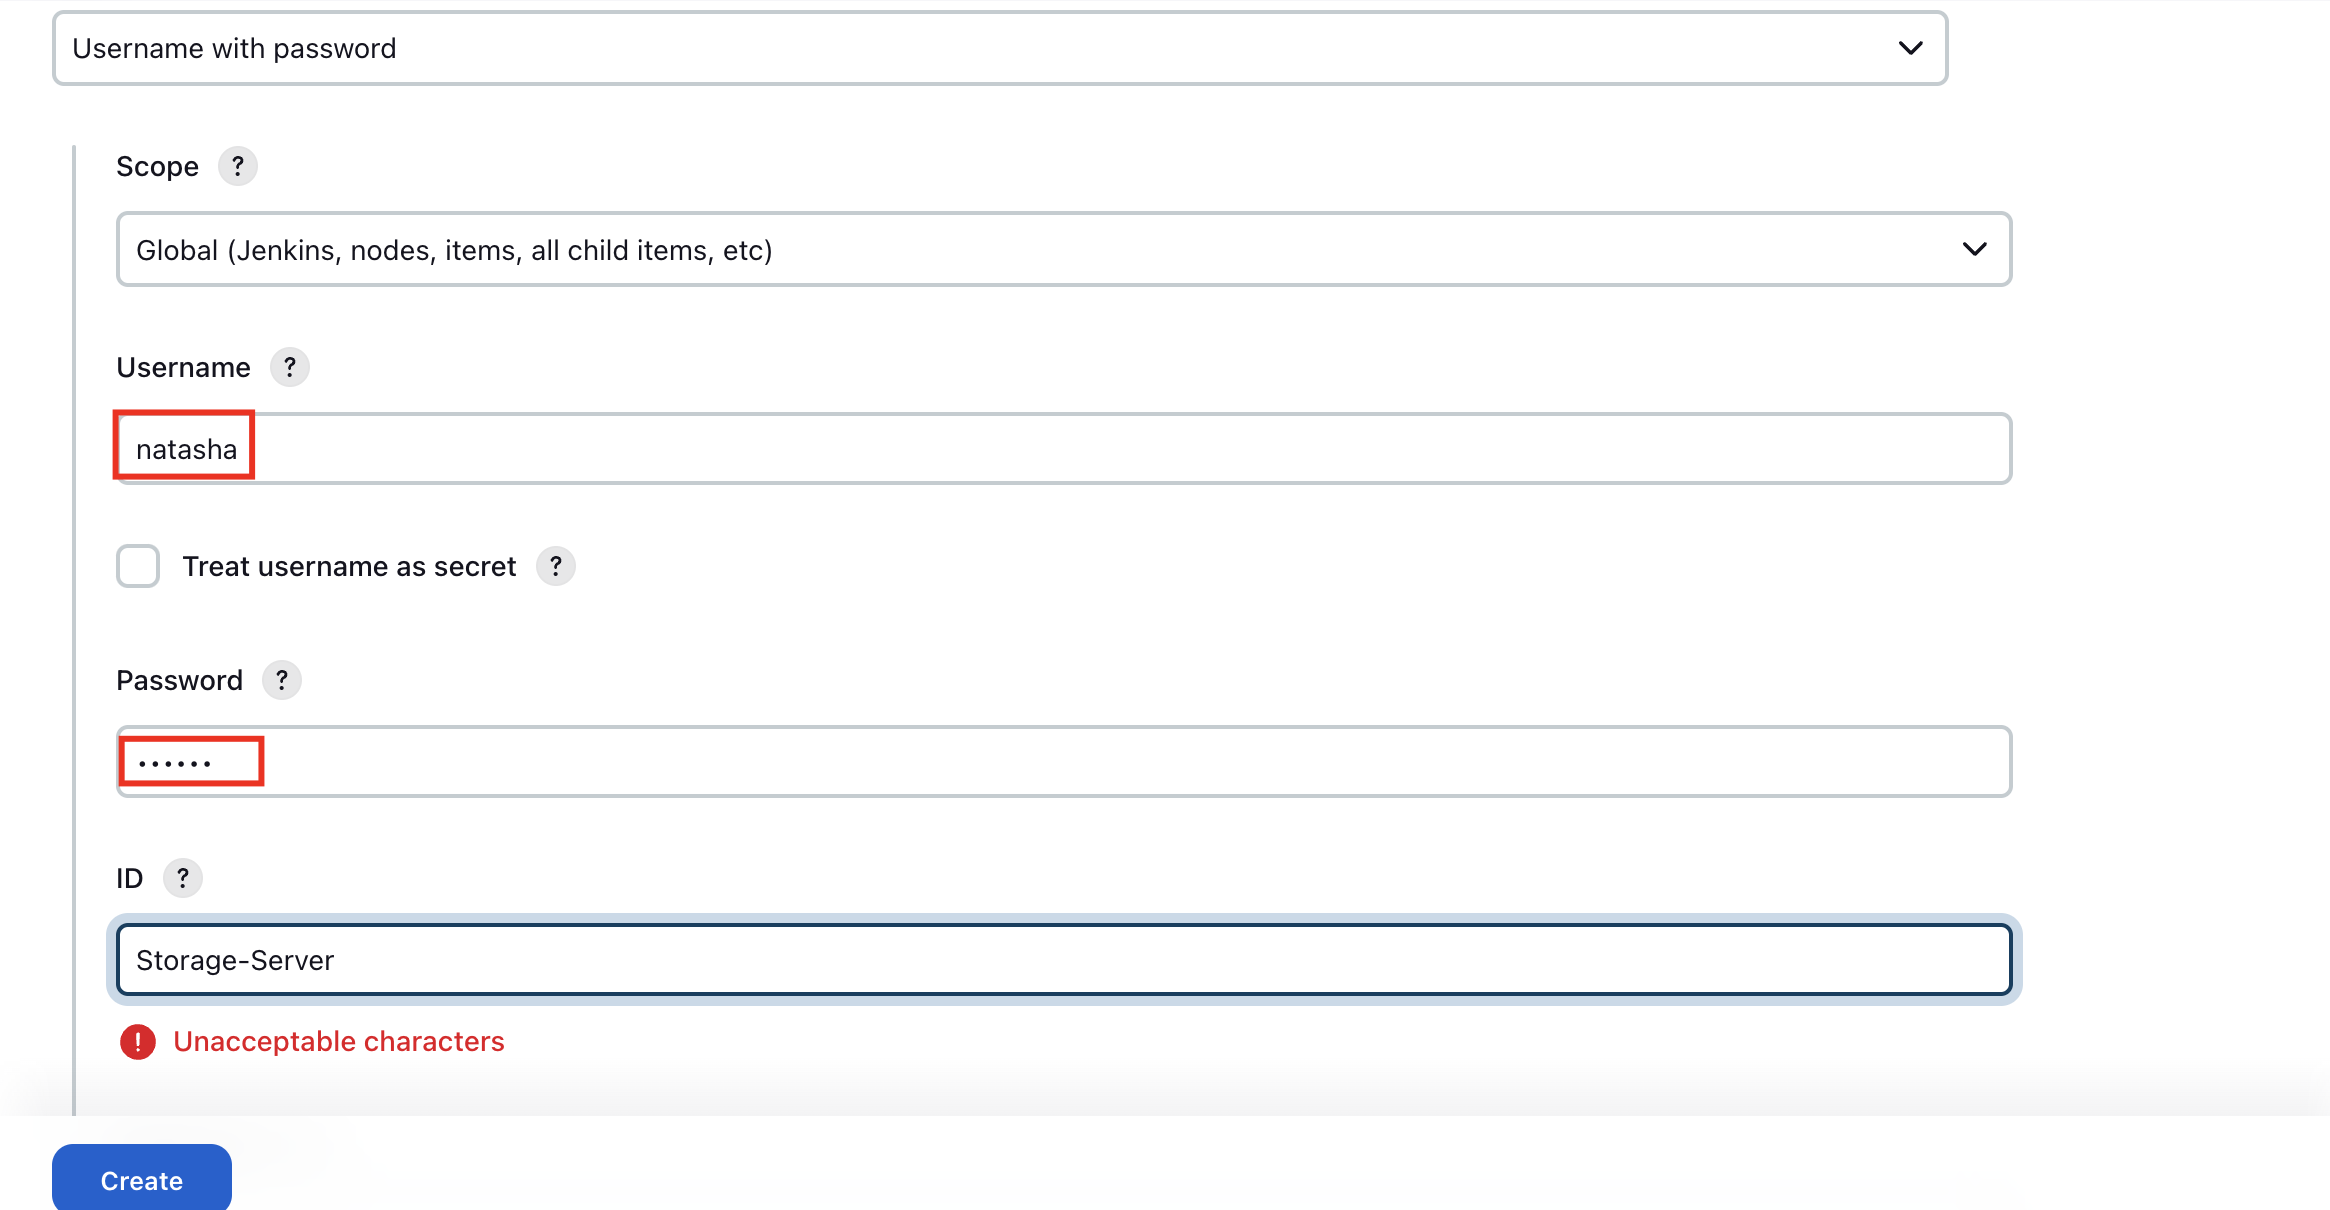 Username with password
Scope ?
Global (Jenkins, nodes, items, all child items, etc)
Username ?
natasha
Treat username as secret ?
Password ?
••••••
ID ?
Storage-Server
! Unacceptable characters
Create